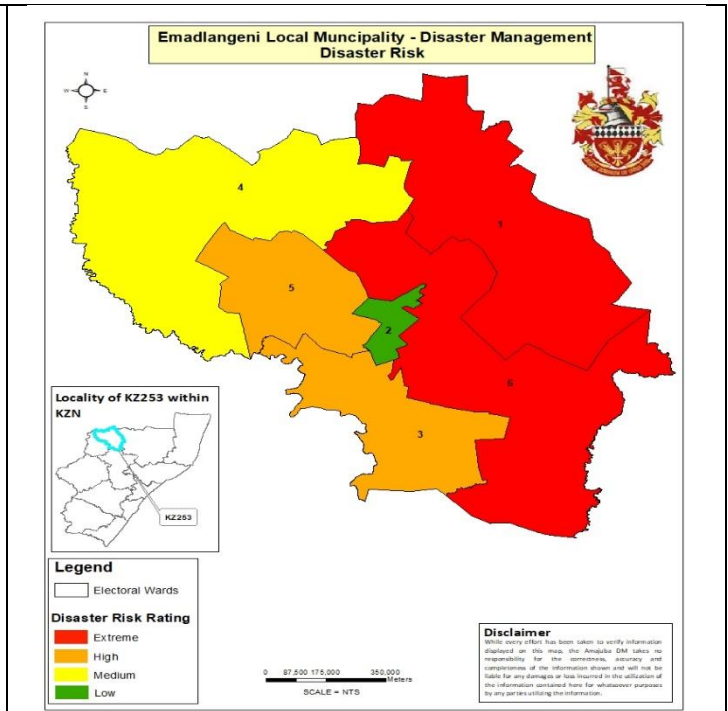 Emadlangeni Local Muncipality - Disaster Management
Disaster Risk
N
W E
S
4
1
5
2
6
3
Locality of KZ253 within
KZN
KZ253
Legend
Electoral Wards
Disaster Risk Rating
Extreme
High
Medium
Low
0 87,500 175,000 350,000
Meters
SCALE = NTS
Disclaimer
While every effort has been taken to verify information
displayed on this map, the Amajuba DM takes no
responsibility for the correctness, accuracy and
completeness of the information shown and will not be
liable for any damages or loss incurred in the utilization of
the information contained here for whatsoever purposes
by any parties utilizing the information.